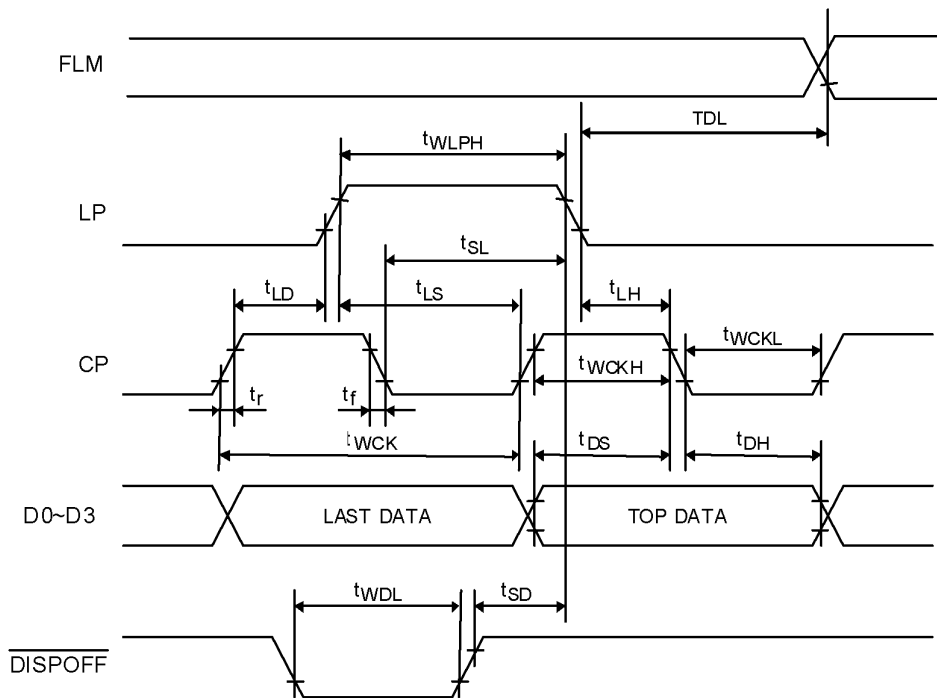 FLM
TDL
tWLPH
LP
tSL
tLD
tLS
tLH
tWCKL
CP
tWCKH
tr
tf
tWCK
tDS
tDH
D0~D3
LAST DATA
TOP DATA
tWDL
tSD
DISPOFF